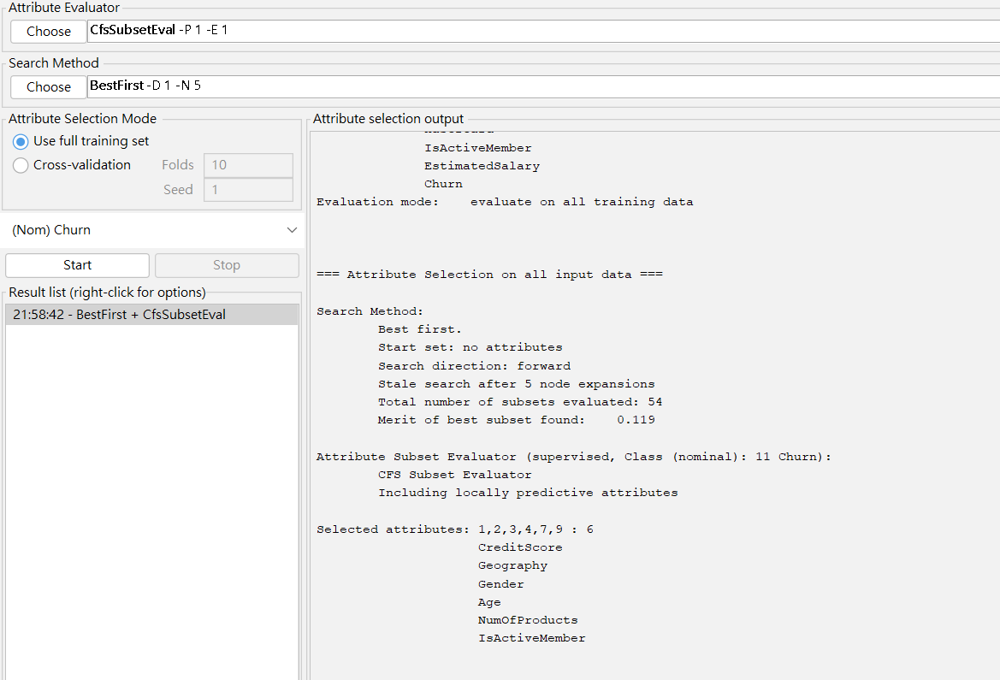 Attribute Evaluator
Choose CfsSubsetEval -P 1 -E 1
Search Method
Choose BestFirst -D 1 -N 5
Attribute Selection Mode
Use full training set
Cross-validation Folds 10
Seed 1
(Nom) Churn
Start Stop
Result list (right-click for options)
21:58:42 - BestFirst + CfsSubsetEval
Attribute selection output
IsActiveMember
EstimatedSalary
Churn
Evaluation mode: evaluate on all training data
=== Attribute Selection on all input data ===
Search Method:
Best first.
Start set: no attributes
Search direction: forward
Stale search after 5 node expansions
Total number of subsets evaluated: 54
Merit of best subset found: 0.119
Attribute Subset Evaluator (supervised, Class (nominal): 11 Churn):
CFS Subset Evaluator
Including locally predictive attributes
Selected attributes: 1,2,3,4,7,9 : 6
CreditScore
Geography
Gender
Age
NumOfProducts
IsActiveMember